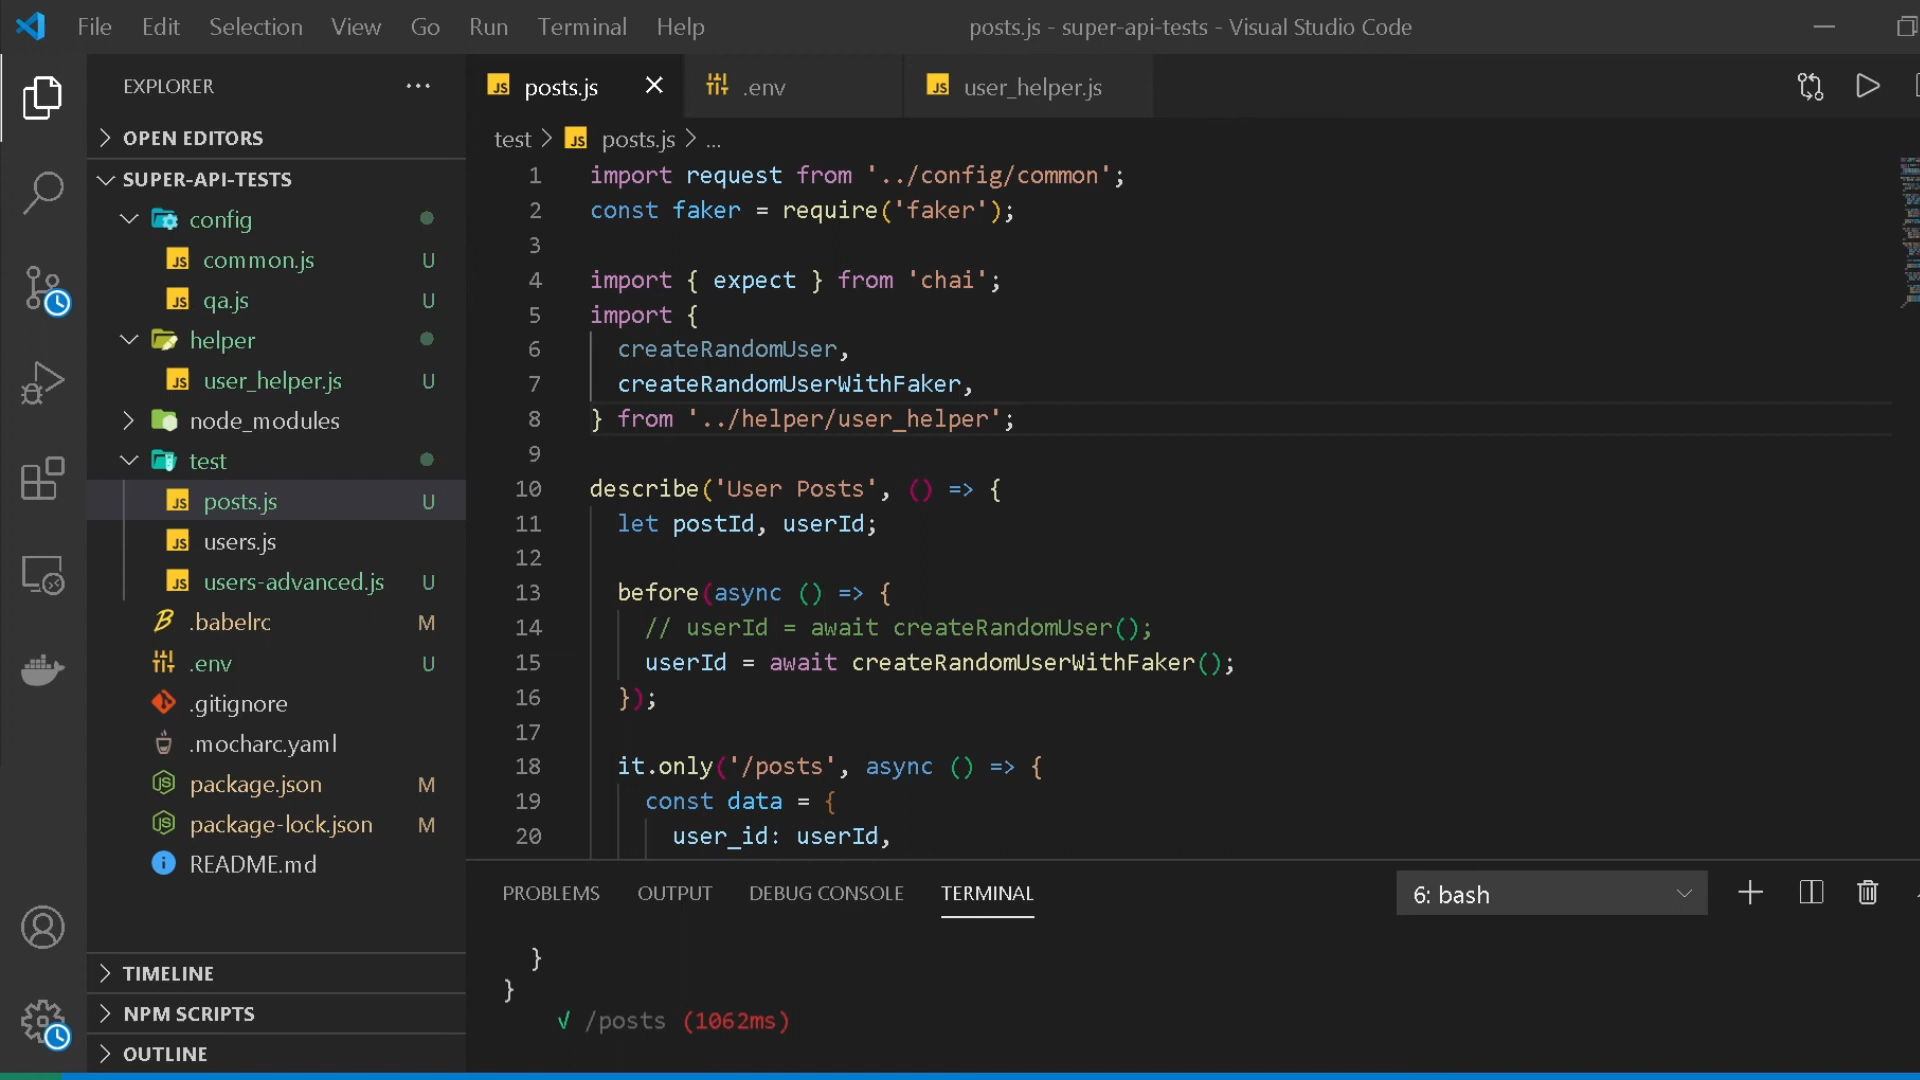 File Edit Selection View Go Run Terminal Help
posts.js - super-api-tests - Visual Studio Code
EXPLORER
OPEN EDITORS
SUPER-API-TESTS
config
common.js U
qa.js U
helper
user_helper.js U
node_modules
test
posts.js U
users.js
users-advanced.js U
.babelrc M
.env U
.gitignore
.mocharc.yaml
package.json M
package-lock.json M
README.md
TIMELINE
NPM SCRIPTS
OUTLINE
JS posts.js .env JS user_helper.js
test > JS posts.js > ...
1 import request from '../config/common';
2 const faker = require('faker');
3
4 import { expect } from 'chai';
5 import {
6 createRandomUser,
7 createRandomUserWithFaker,
8 } from '../helper/user_helper';
9
10 describe('User Posts', () => {
11 let postId, userId;
12
13 before(async () => {
14 // userId = await createRandomUser();
15 userId = await createRandomUserWithFaker();
16 });
17
18 it.only('/posts', async () => {
19 const data = {
20 user_id: userId,
PROBLEMS OUTPUT DEBUG CONSOLE TERMINAL
6: bash
}
}
√ /posts (1062ms)